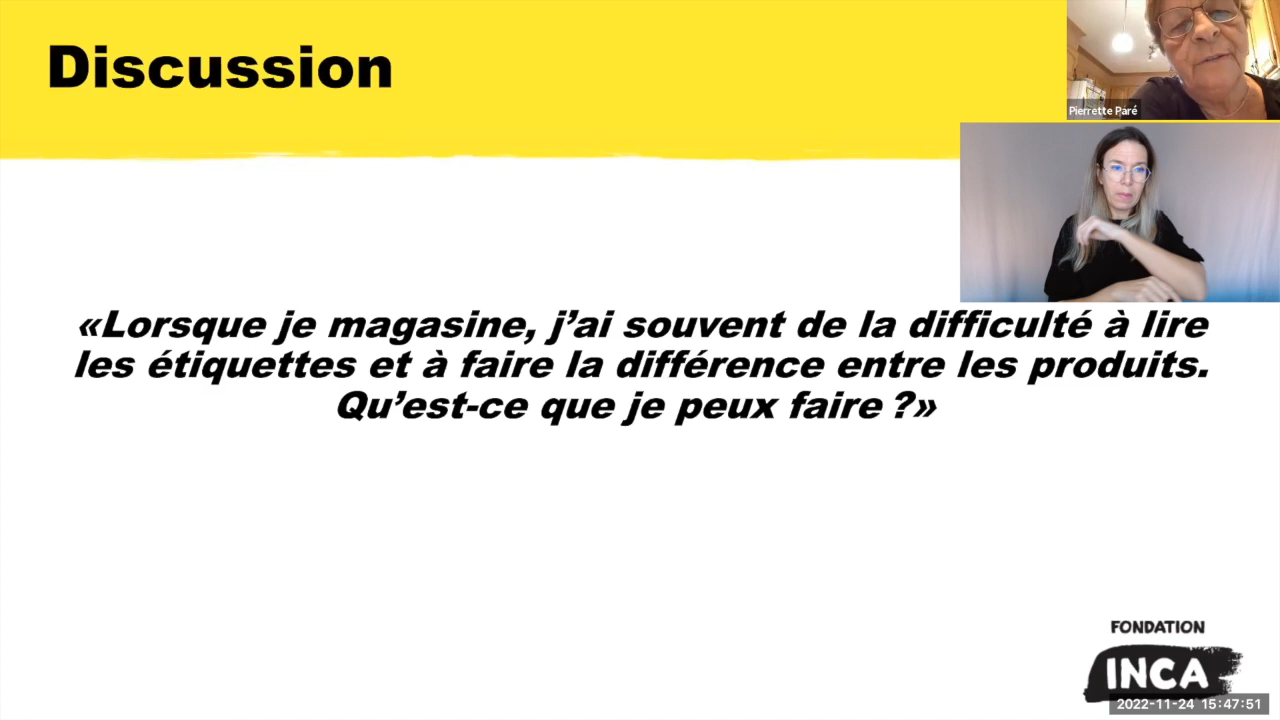 Discussion
Pierrette Paré
«Lorsque je magasine, j’ai souvent de la difficulté à lire
les étiquettes et à faire la différence entre les produits.
Qu’est-ce que je peux faire ?»
FONDATION
INCA
2022-11-24 15:47:51